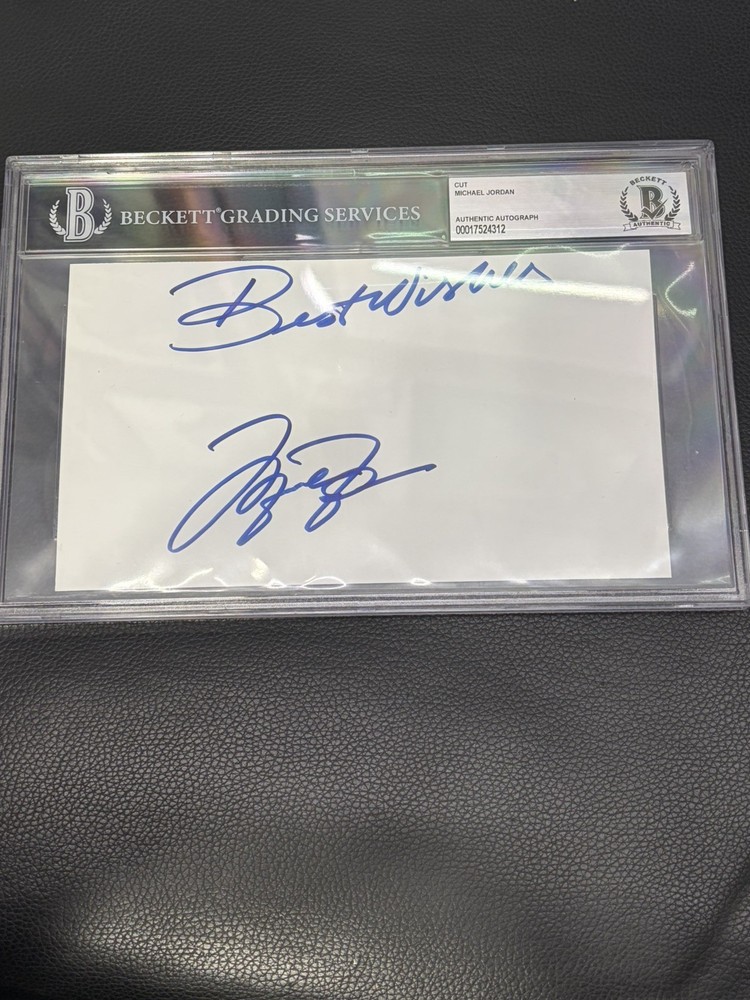 B BECKETT® GRADING SERVICES
CUT
MICHAEL JORDAN
AUTHENTIC AUTOGRAPH
00017524312
BECKETT
B
AUTHENTIC
Best Wishes